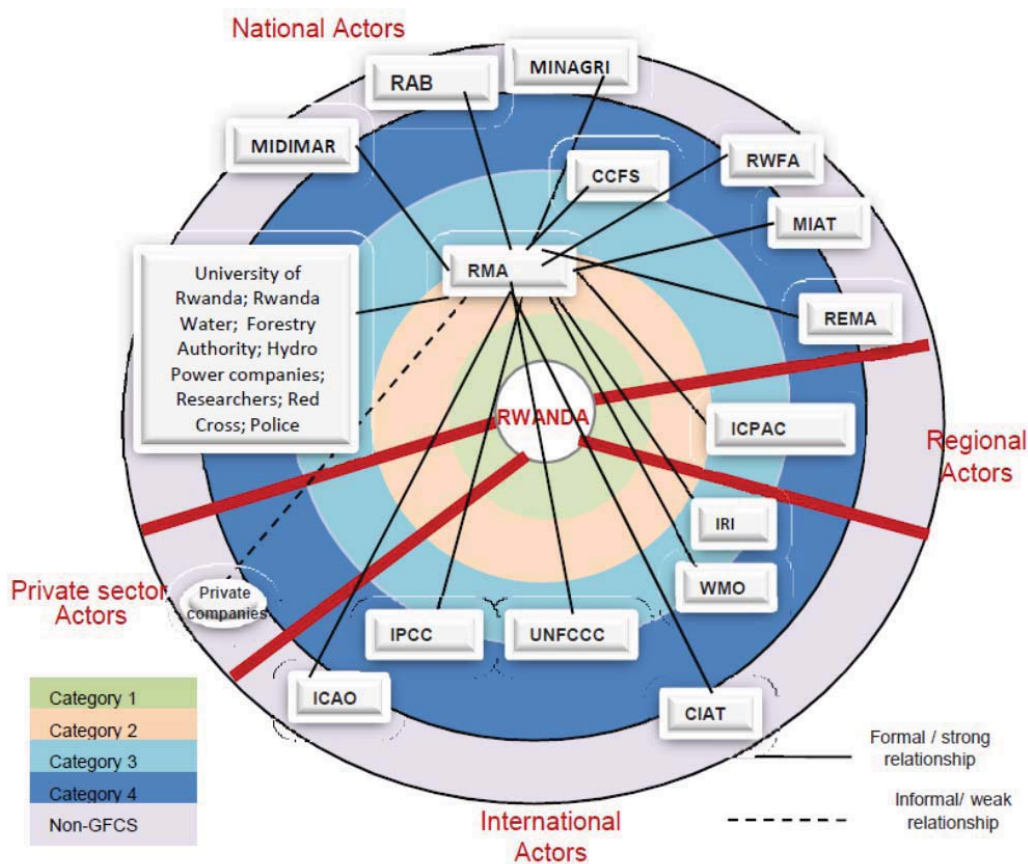 National Actors
MINAGRI
RAB
MIDIMAR
CCFS
RWFA
MIAT
RMA
University of
Rwanda; Rwanda
Water; Forestry
Authority; Hydro
Power companies;
Researchers; Red
Cross; Police
REMA
RWANDA
ICPAC
Regional
Actors
IRI
WMO
Private sector
Actors
Private
companies
IPCC
UNFCCC
ICAO
CIAT
Category 1
Category 2
Category 3
Category 4
Non-GFCS
Formal / strong
relationship
Informal/ weak
relationship
International
Actors